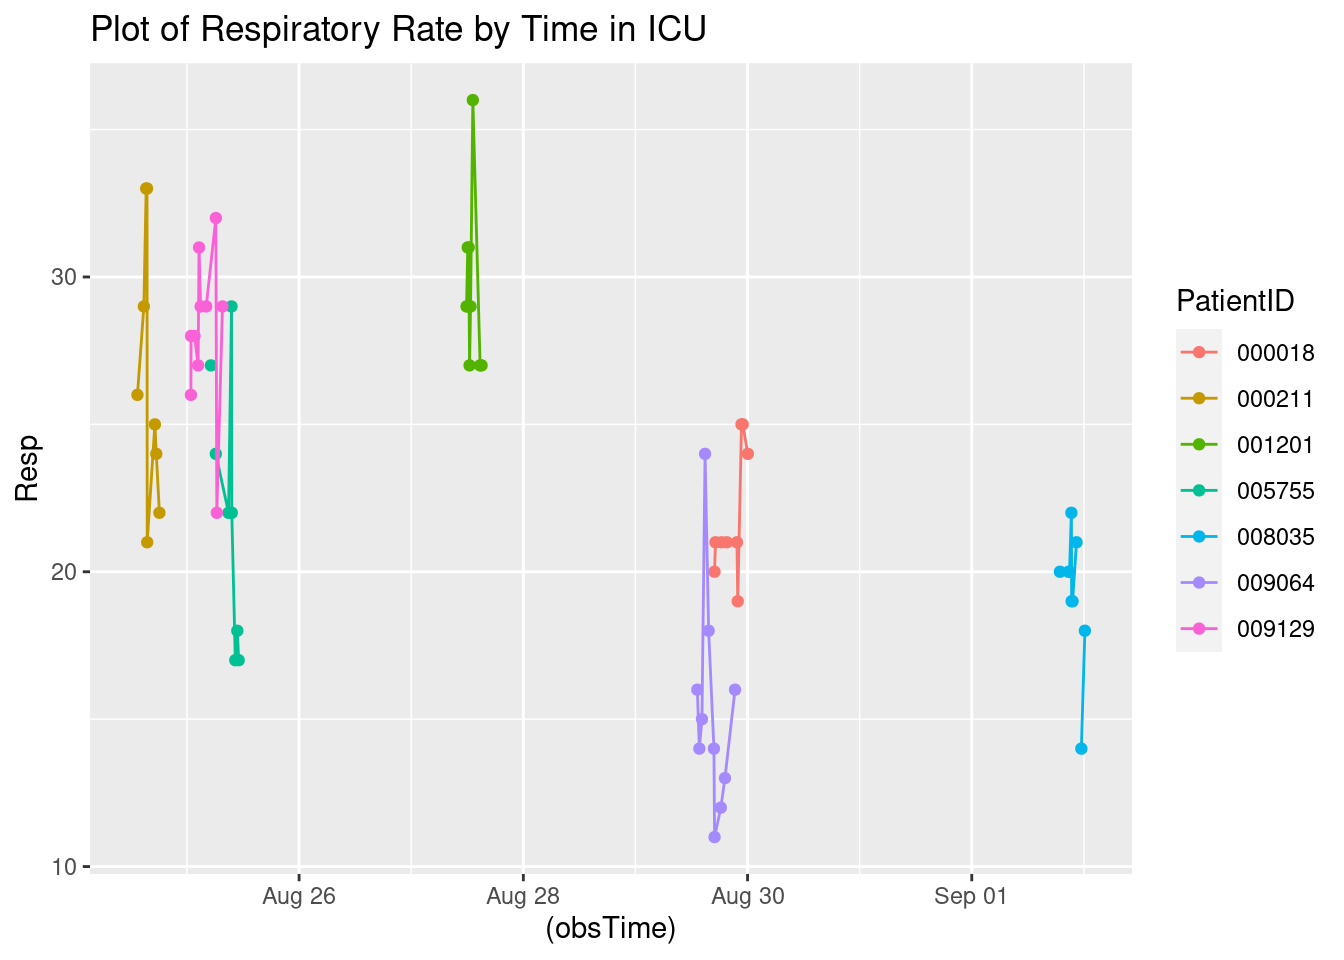 Plot of Respiratory Rate by Time in ICU
30
20
10
Resp
Aug 26
Aug 28
Aug 30
Sep 01
(obsTime)
PatientID
000018
000211
001201
005755
008035
009064
009129